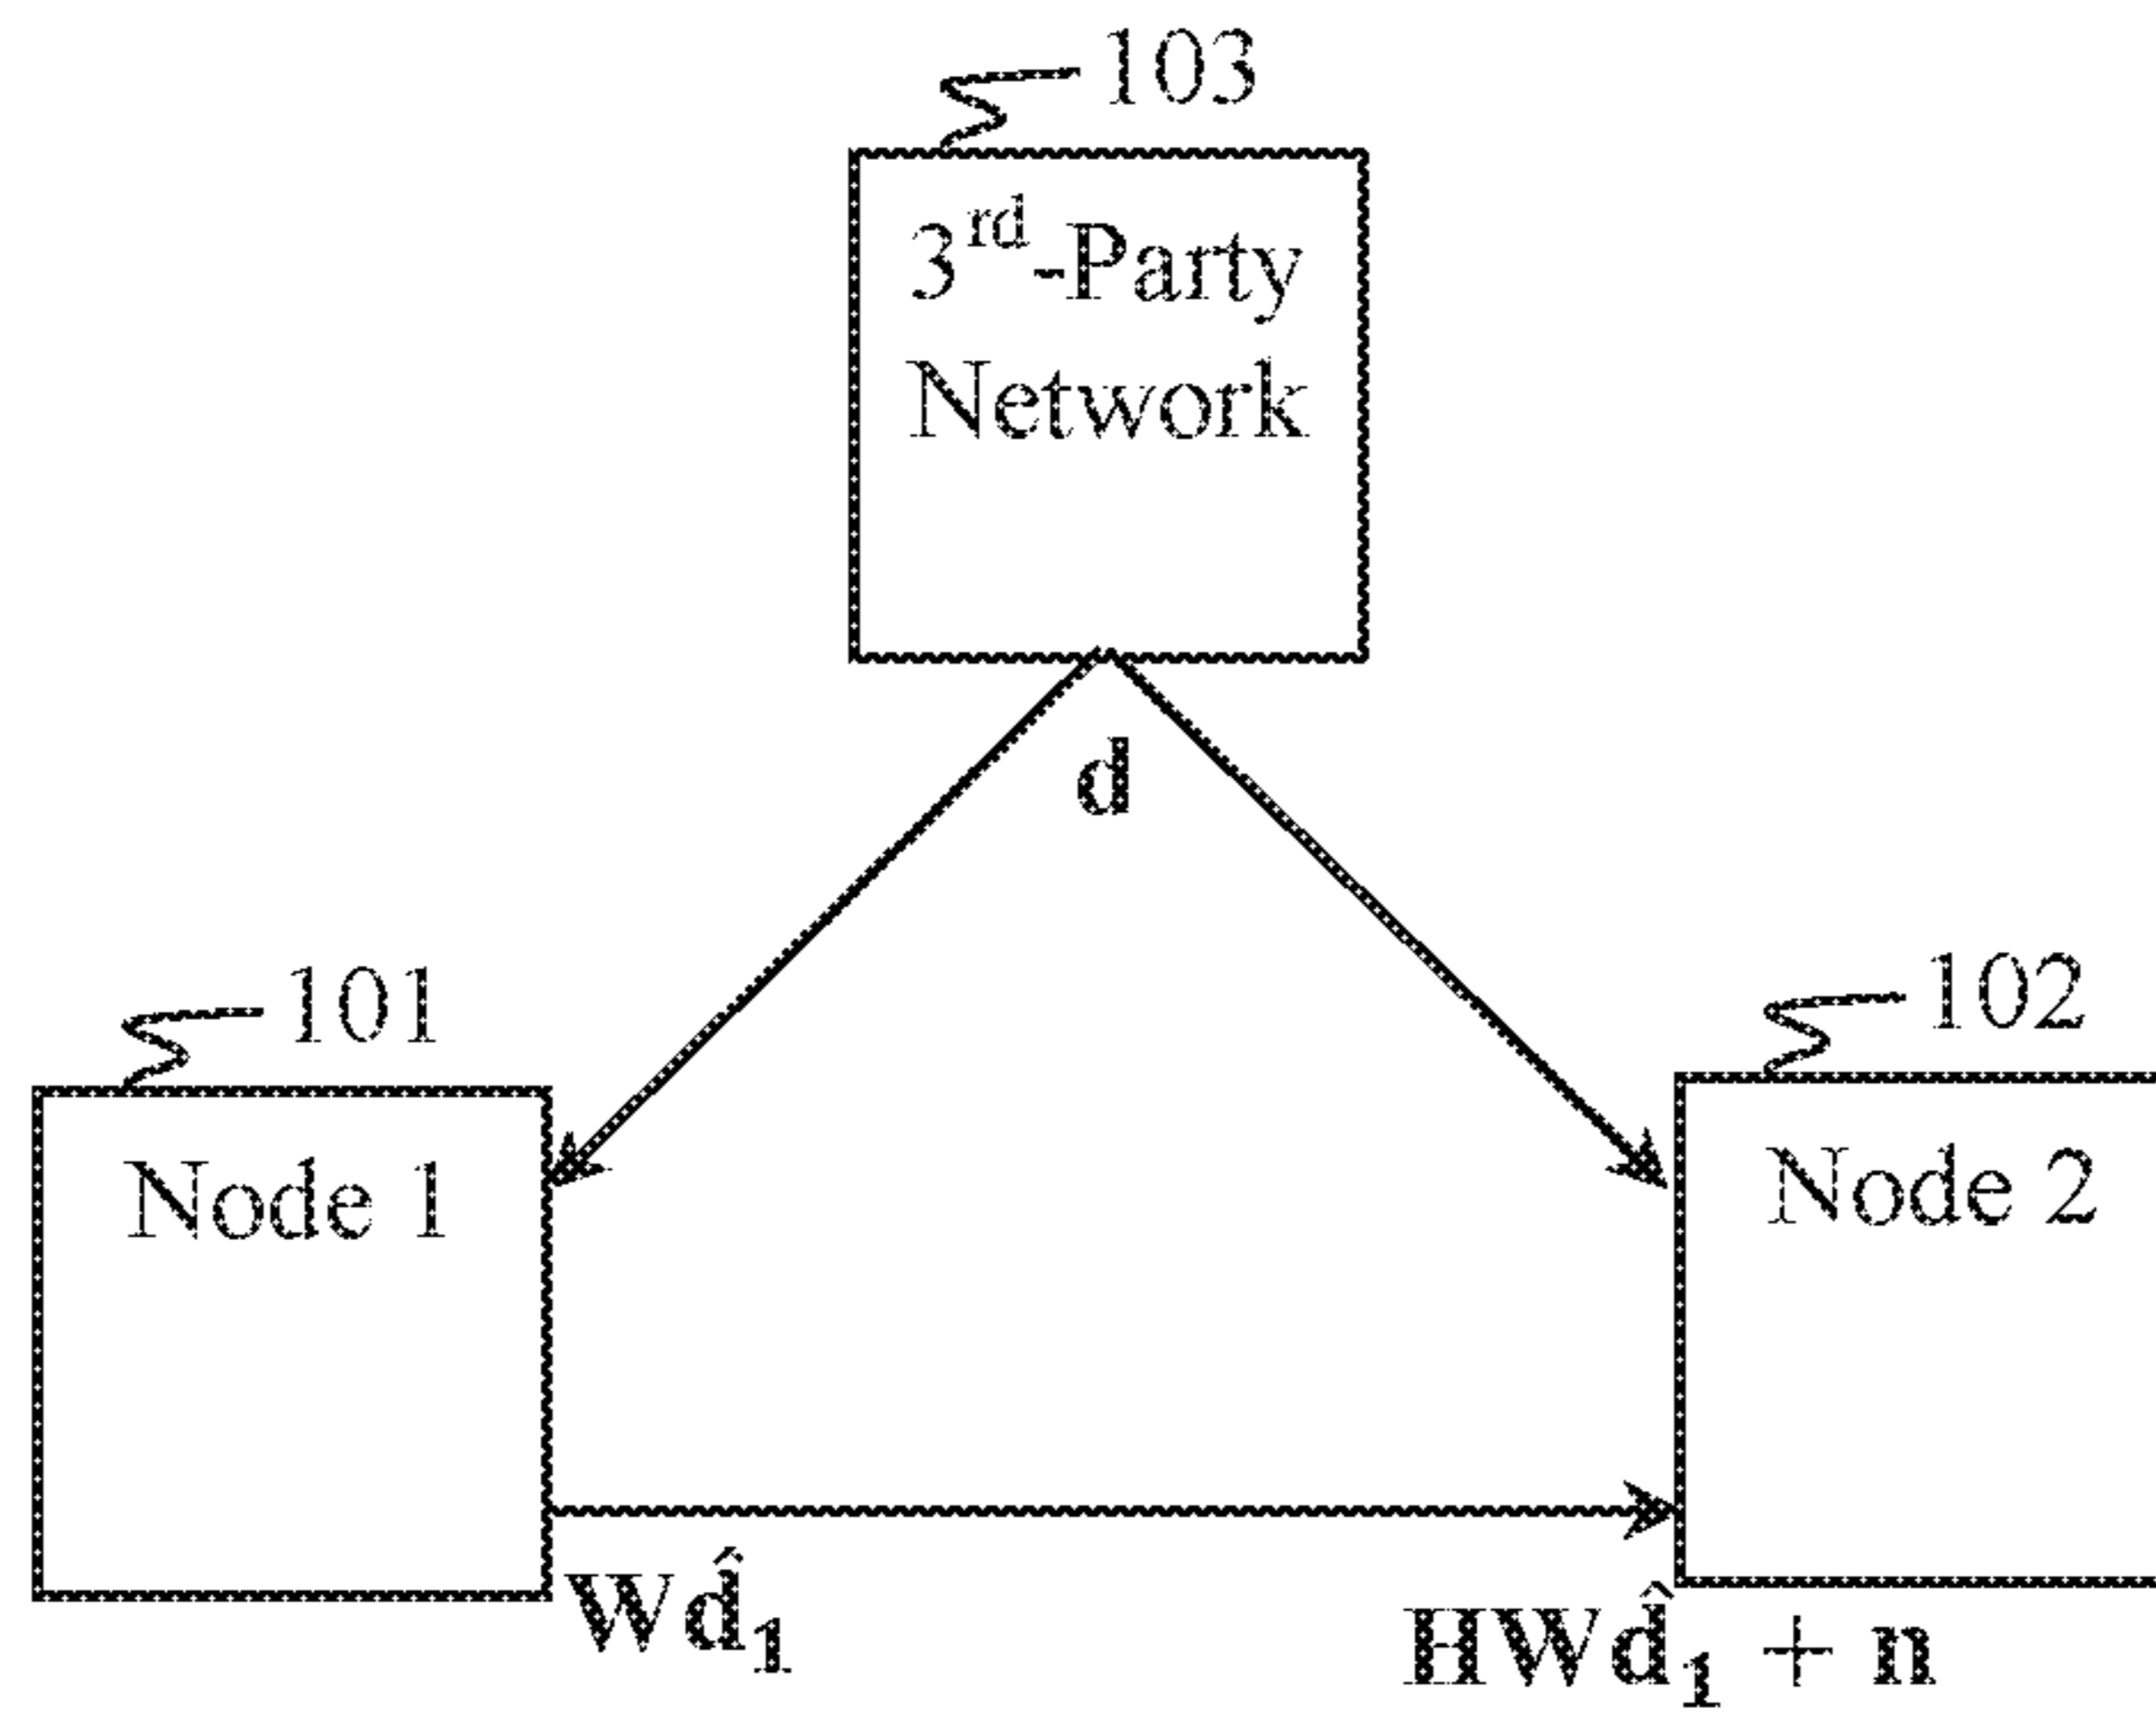 103
3rd-Party
Network
d
101
102
Node 1
Node 2
Wd̂1
HWd̂1 + n